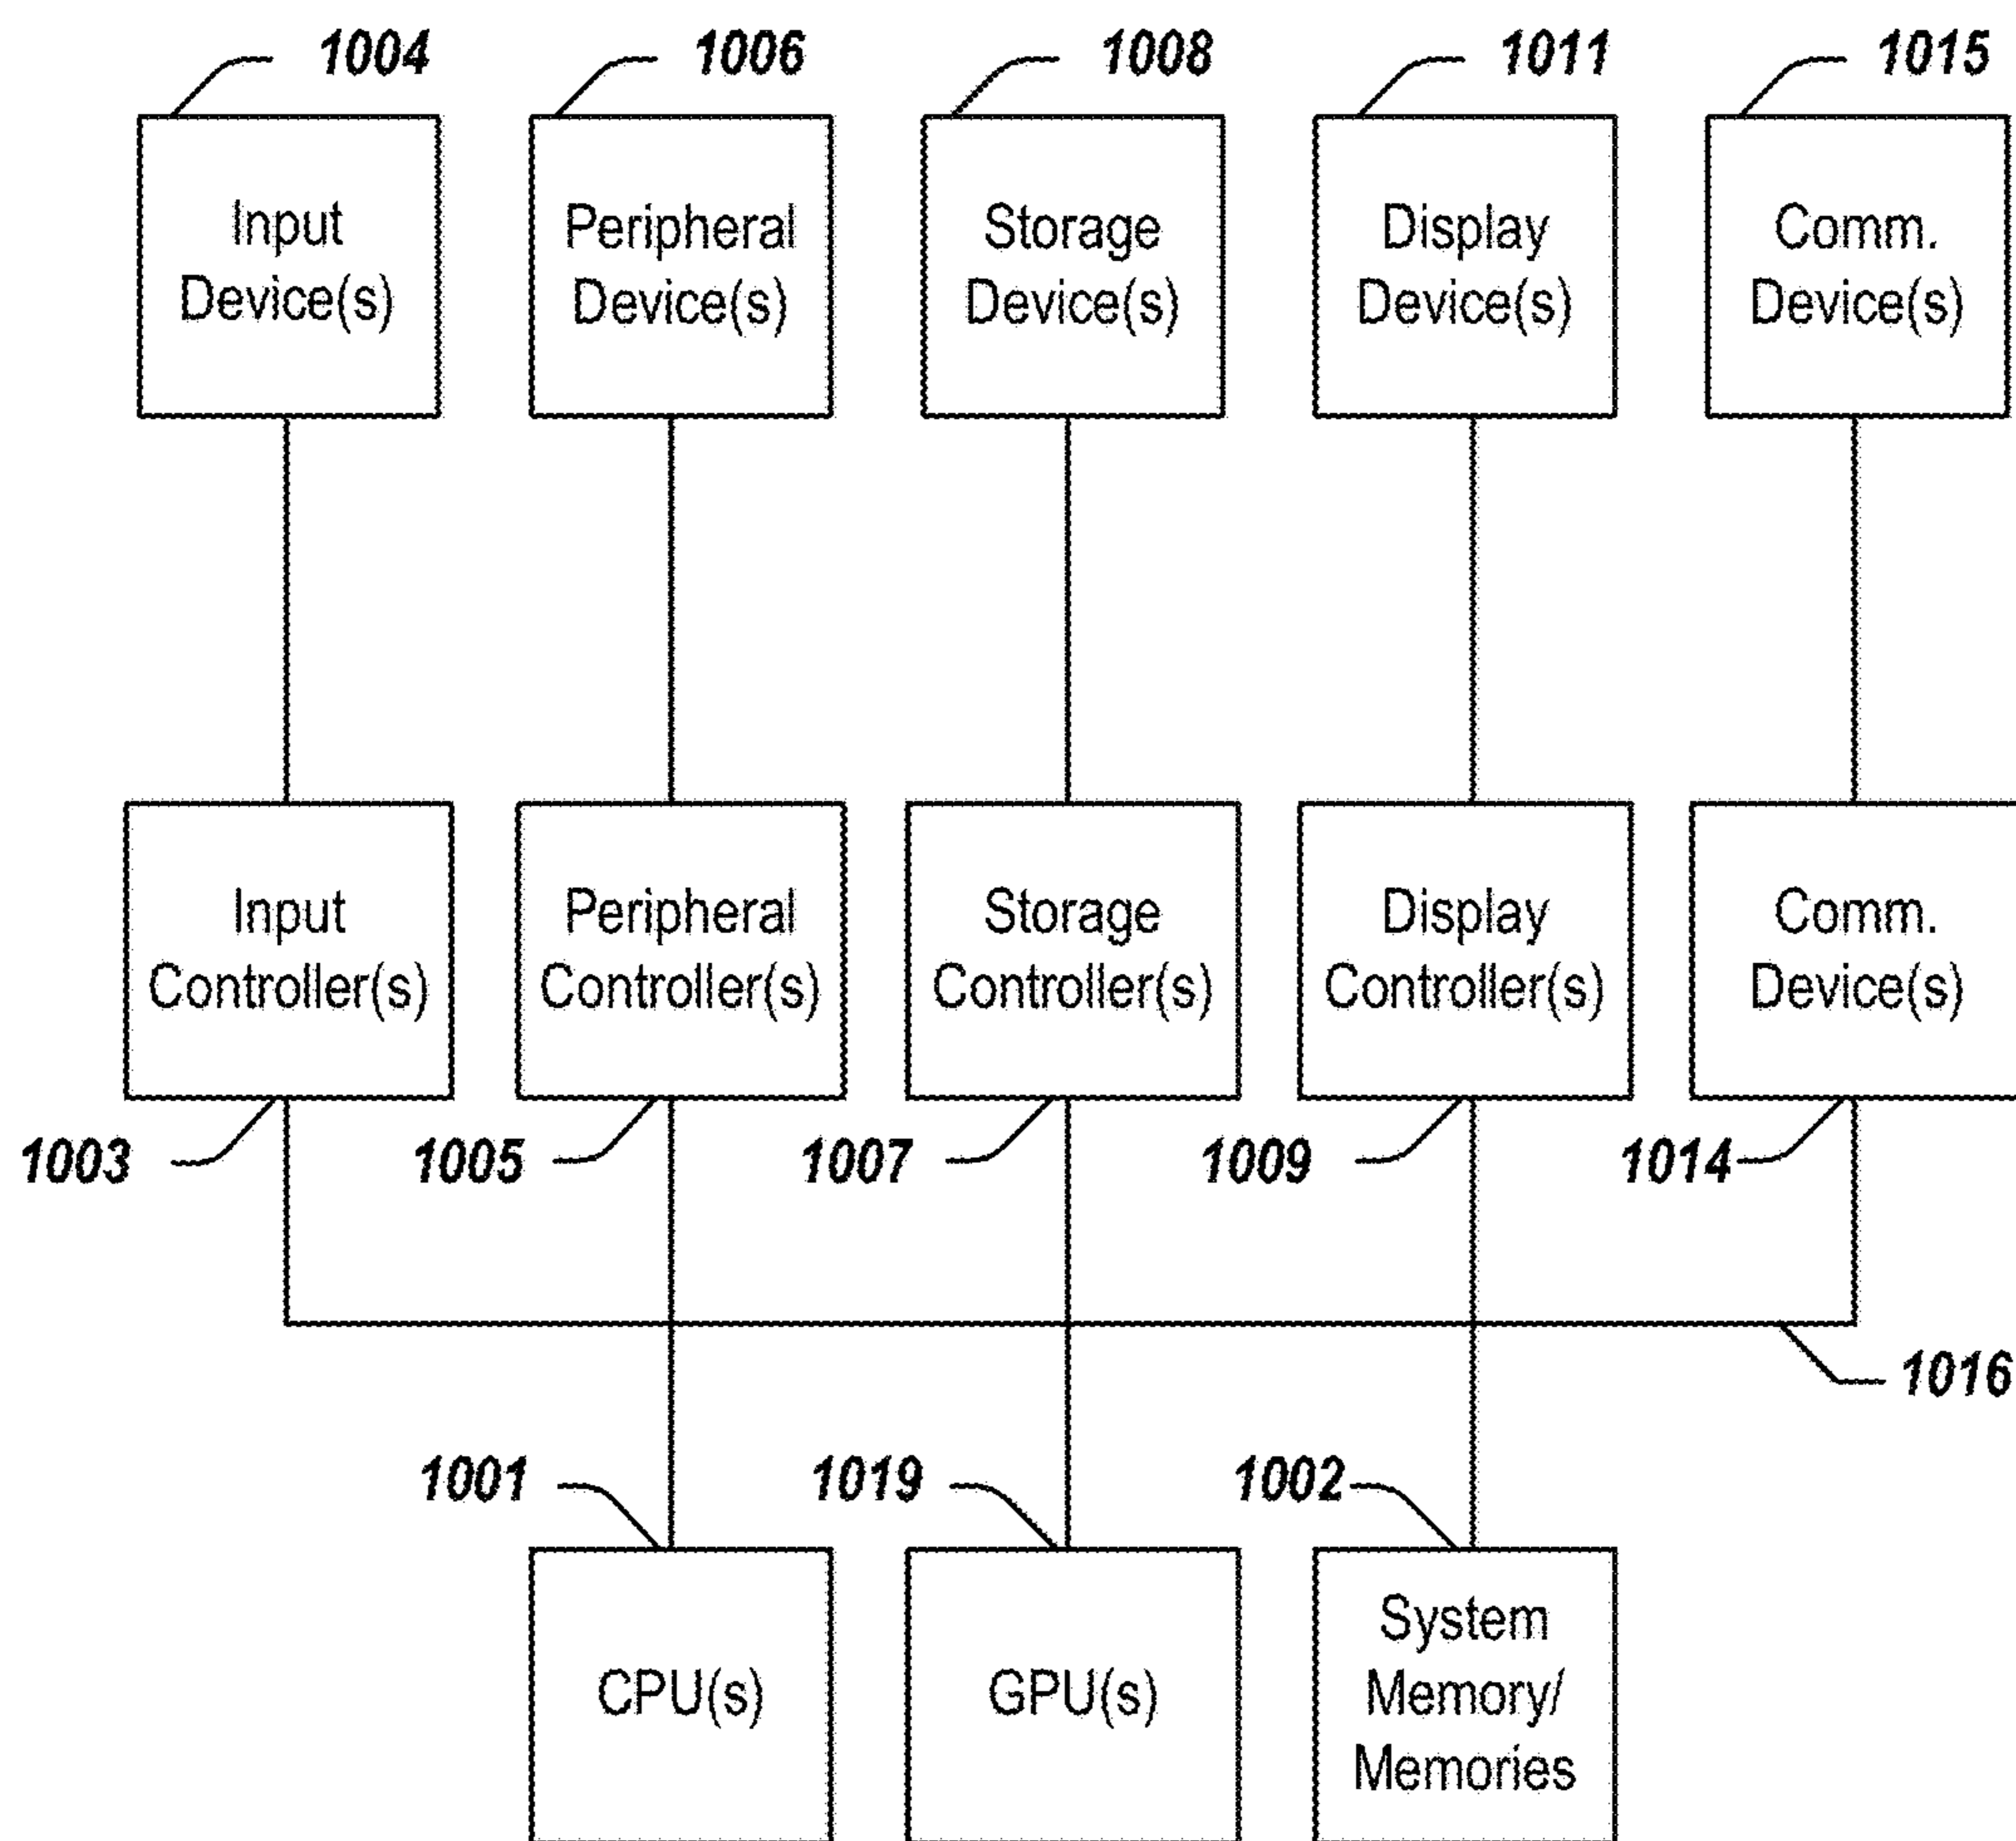 1004
1006
1008
1011
1015
Input
Device(s)
Peripheral
Device(s)
Storage
Device(s)
Display
Device(s)
Comm.
Device(s)
Input
Controller(s)
Peripheral
Controller(s)
Storage
Controller(s)
Display
Controller(s)
Comm.
Device(s)
1003
1005
1007
1009
1014
1016
1001
1019
1002
CPU(s)
GPU(s)
System
Memory/
Memories